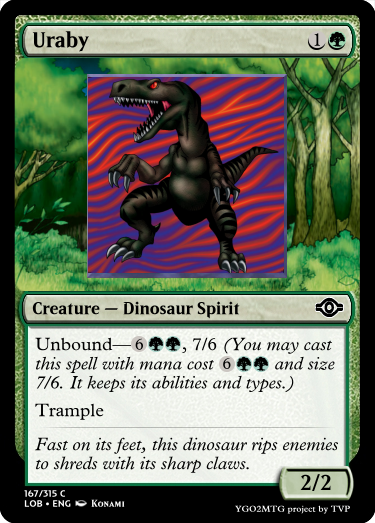 Uraby 1
Creature — Dinosaur Spirit
Unbound—6, 7/6 (You may cast
this spell with mana cost 6 and size
7/6. It keeps its abilities and types.)
Trample
Fast on its feet, this dinosaur rips enemies
to shreds with its sharp claws.
2/2
167/315 C
LOB • ENG KONAMI
YGO2MTG project by TVP